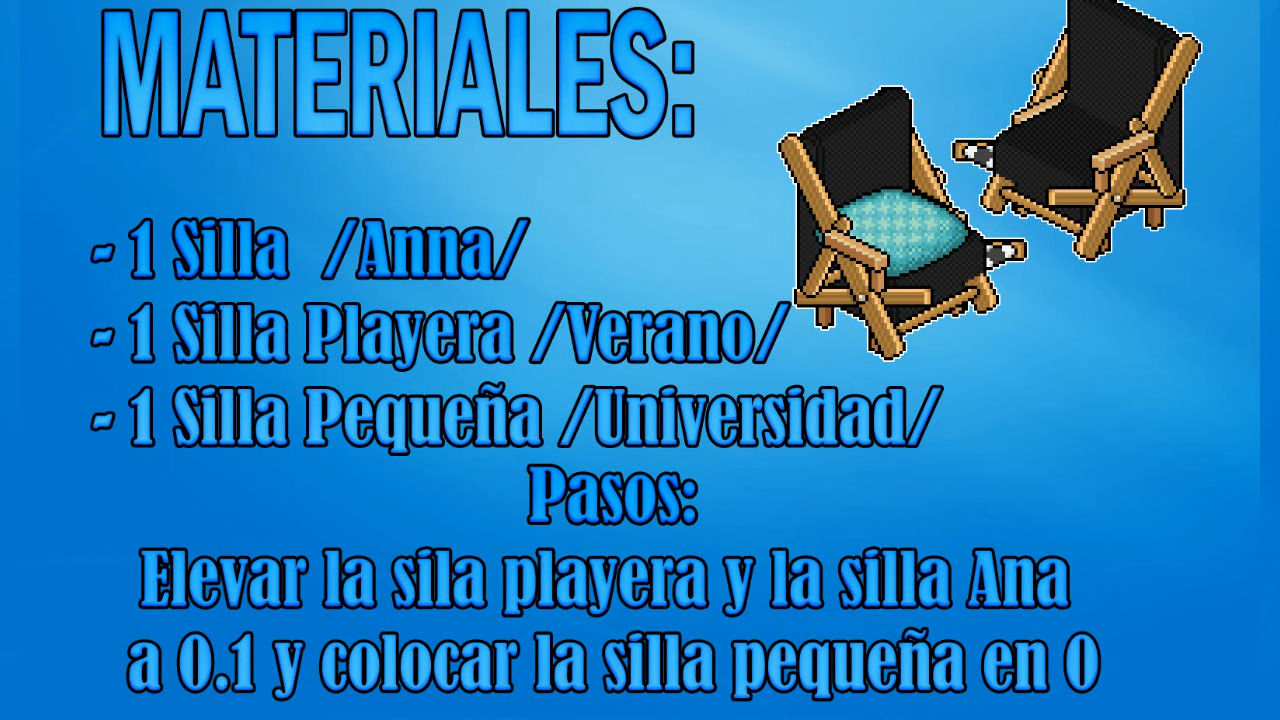 MATERIALES:
- 1 Silla /Anna/
- 1 Silla Playera /Verano/
- 1 Silla Pequeña /Universidad/
Pasos:
Elevar la sila playera y la silla Ana
a 0.1 y colocar la silla pequeña en 0